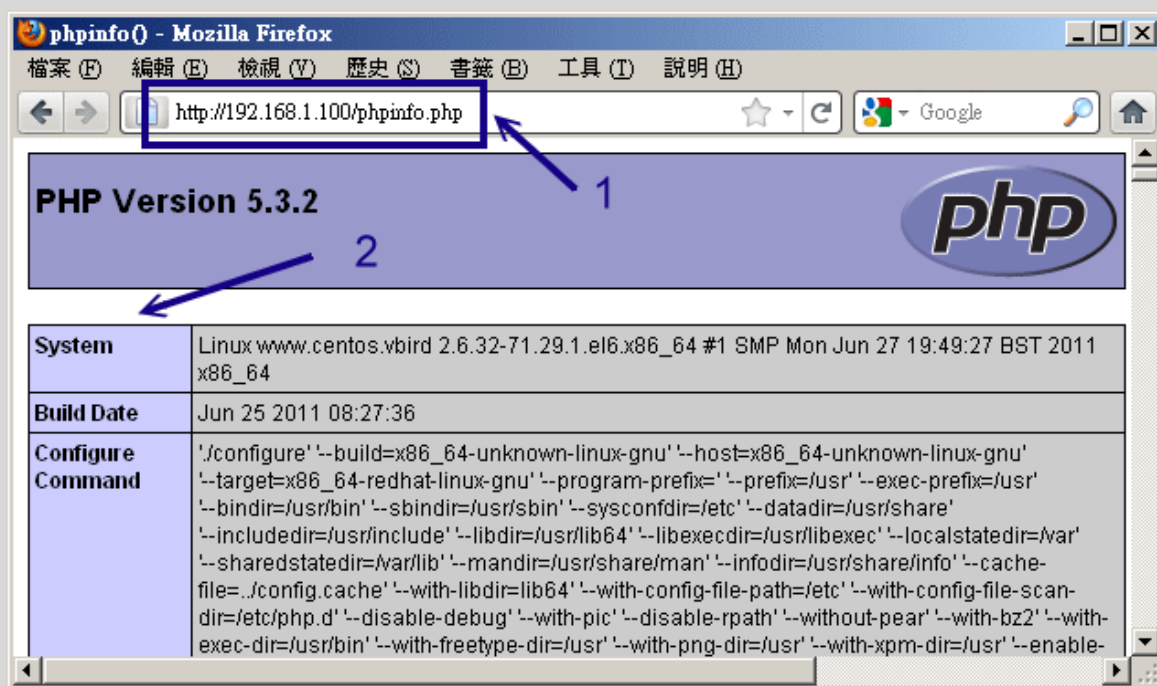 phpinfo() - Mozilla Firefox
檔案 (F) 編輯 (E) 檢視 (V) 歷史 (S) 書籤 (B) 工具 (T) 說明 (H)
http://192.168.1.100/phpinfo.php
Google
1
PHP Version 5.3.2
php
2
System
Linux www.centos.vbird 2.6.32-71.29.1.el6.x86_64 #1 SMP Mon Jun 27 19:49:27 BST 2011
x86_64
Build Date
Jun 25 2011 08:27:36
Configure
Command
'./configure' '--build=x86_64-unknown-linux-gnu' '--host=x86_64-unknown-linux-gnu'
'--target=x86_64-redhat-linux-gnu' '--program-prefix=' '--prefix=/usr' '--exec-prefix=/usr'
'--bindir=/usr/bin' '--sbindir=/usr/sbin' '--sysconfdir=/etc' '--datadir=/usr/share'
'--includedir=/usr/include' '--libdir=/usr/lib64' '--libexecdir=/usr/libexec' '--localstatedir=/var'
'--sharedstatedir=/var/lib' '--mandir=/usr/share/man' '--infodir=/usr/share/info' '--cache-
file=../config.cache' '--with-libdir=lib64' '--with-config-file-path=/etc' '--with-config-file-scan-
dir=/etc/php.d' '--disable-debug' '--with-pic' '--disable-rpath' '--without-pear' '--with-bz2' '--with-
exec-dir=/usr/bin' '--with-freetype-dir=/usr' '--with-png-dir=/usr' '--with-xpm-dir=/usr' '--enable-